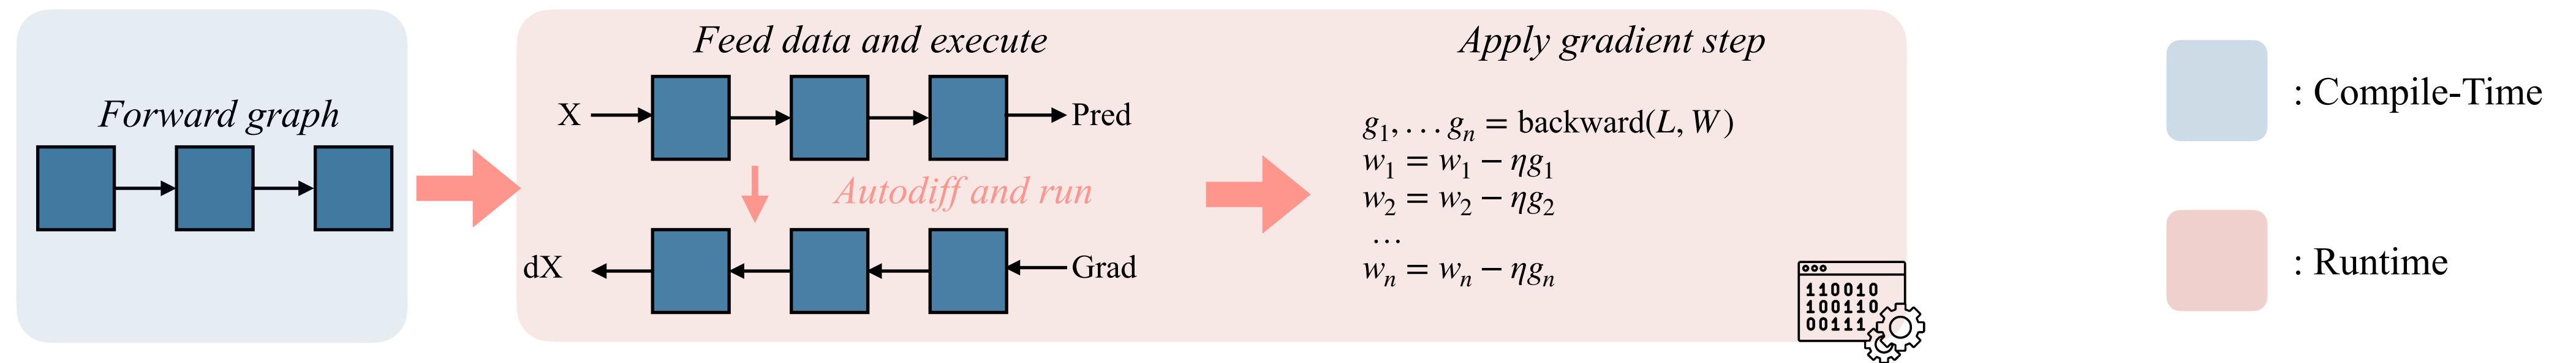 Forward graph
Feed data and execute
X
Pred
Autodiff and run
dX
Grad
Apply gradient step
g₁, … gₙ = backward(L, W)
w₁ = w₁ − ηg₁
w₂ = w₂ − ηg₂
…
wₙ = wₙ − ηgₙ
110010
100110
00111
: Compile-Time
: Runtime